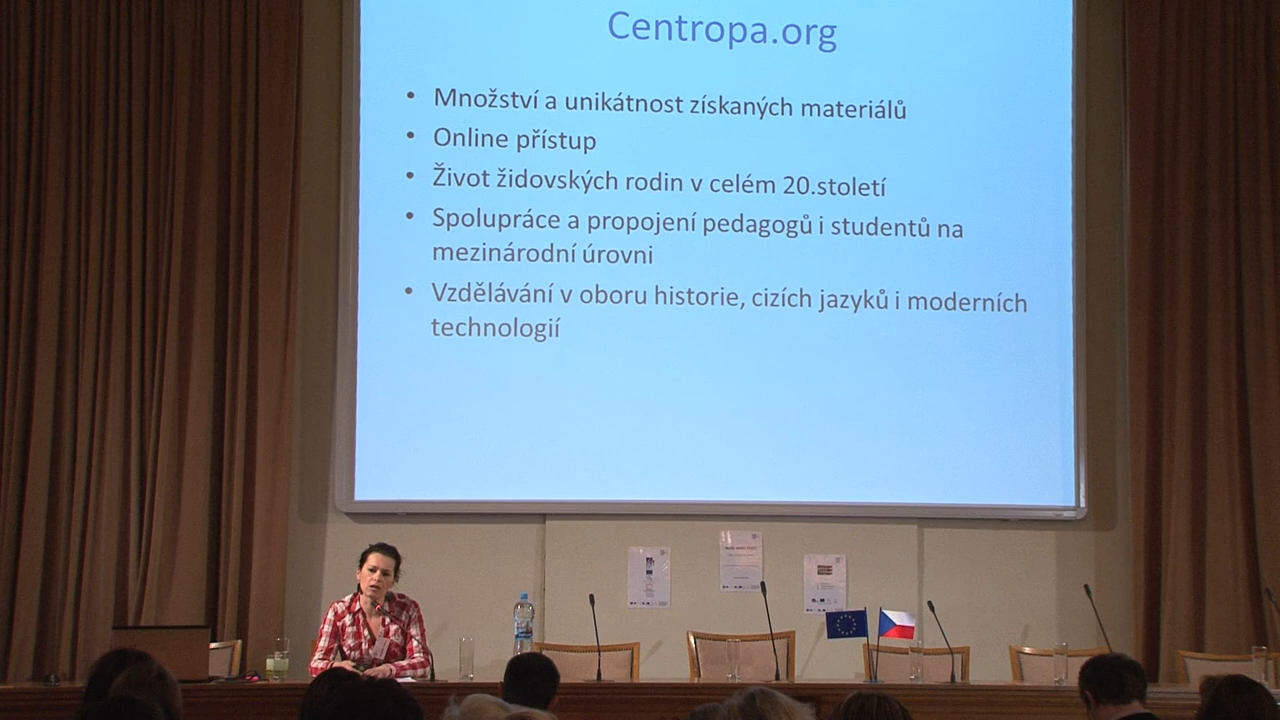 Centropa.org
• Množství a unikátnost získaných materiálů
• Online přístup
• Život židovských rodin v celém 20.století
• Spolupráce a propojení pedagogů i studentů na
mezinárodní úrovni
• Vzdělávání v oboru historie, cizích jazyků i moderních
technologií